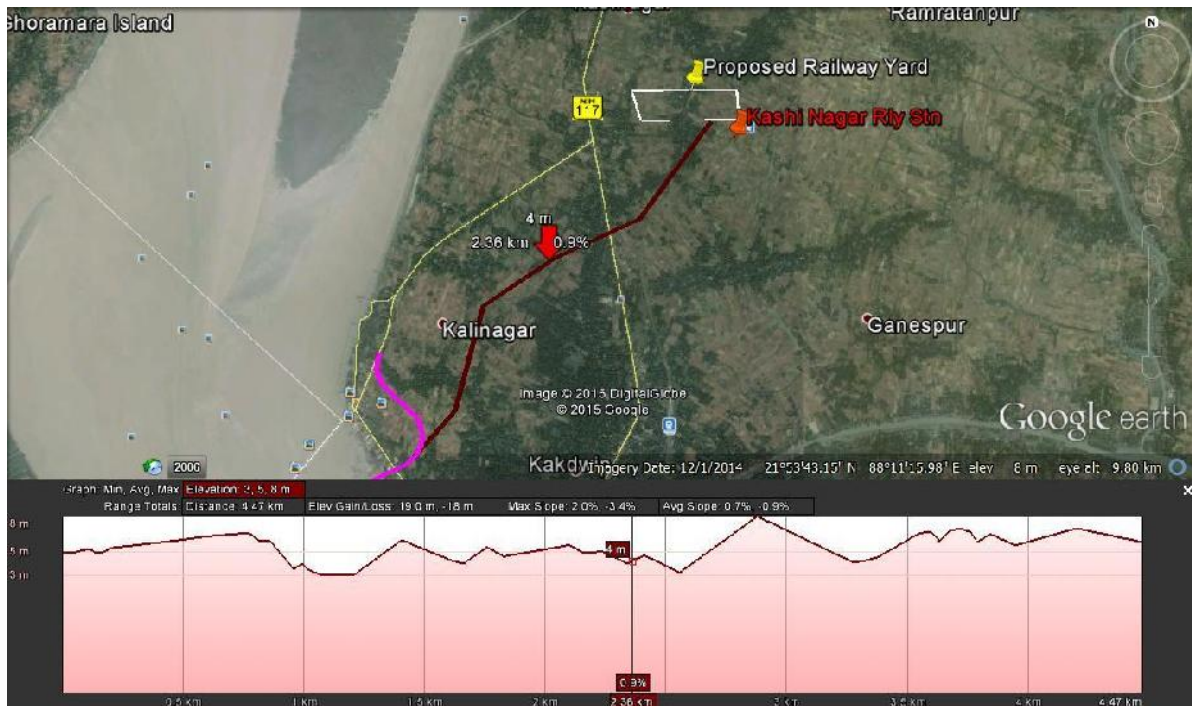 Ghoramara Island
Ramratanpur
N
Proposed Railway Yard
NH
117
Kashi Nagar Rly Stn
4 m
2.36 km 0.9%
Kalinagar
Ganespur
Image © 2015 DigitalGlobe
© 2015 Google
Google earth
2006
Kakdwip
Imagery Date: 12/1/2014 21°53'43.15" N 88°11'15.98" E elev 8 m eye alt 9.80 km
Graph: Min, Avg, Max Elevation: 3, 5, 8 m
Range Totals: Distance: 4.47 km Elev Gain/Loss: 19.0 m, -18 m Max Slope: 2.0%, -3.4% Avg Slope: 0.7%, -0.9%
8 m
5 m
3 m
4 m
0.9%
0.5 km 1 km 1.5 km 2 km 2.36 km 3 km 3.5 km 4 km 4.47 km